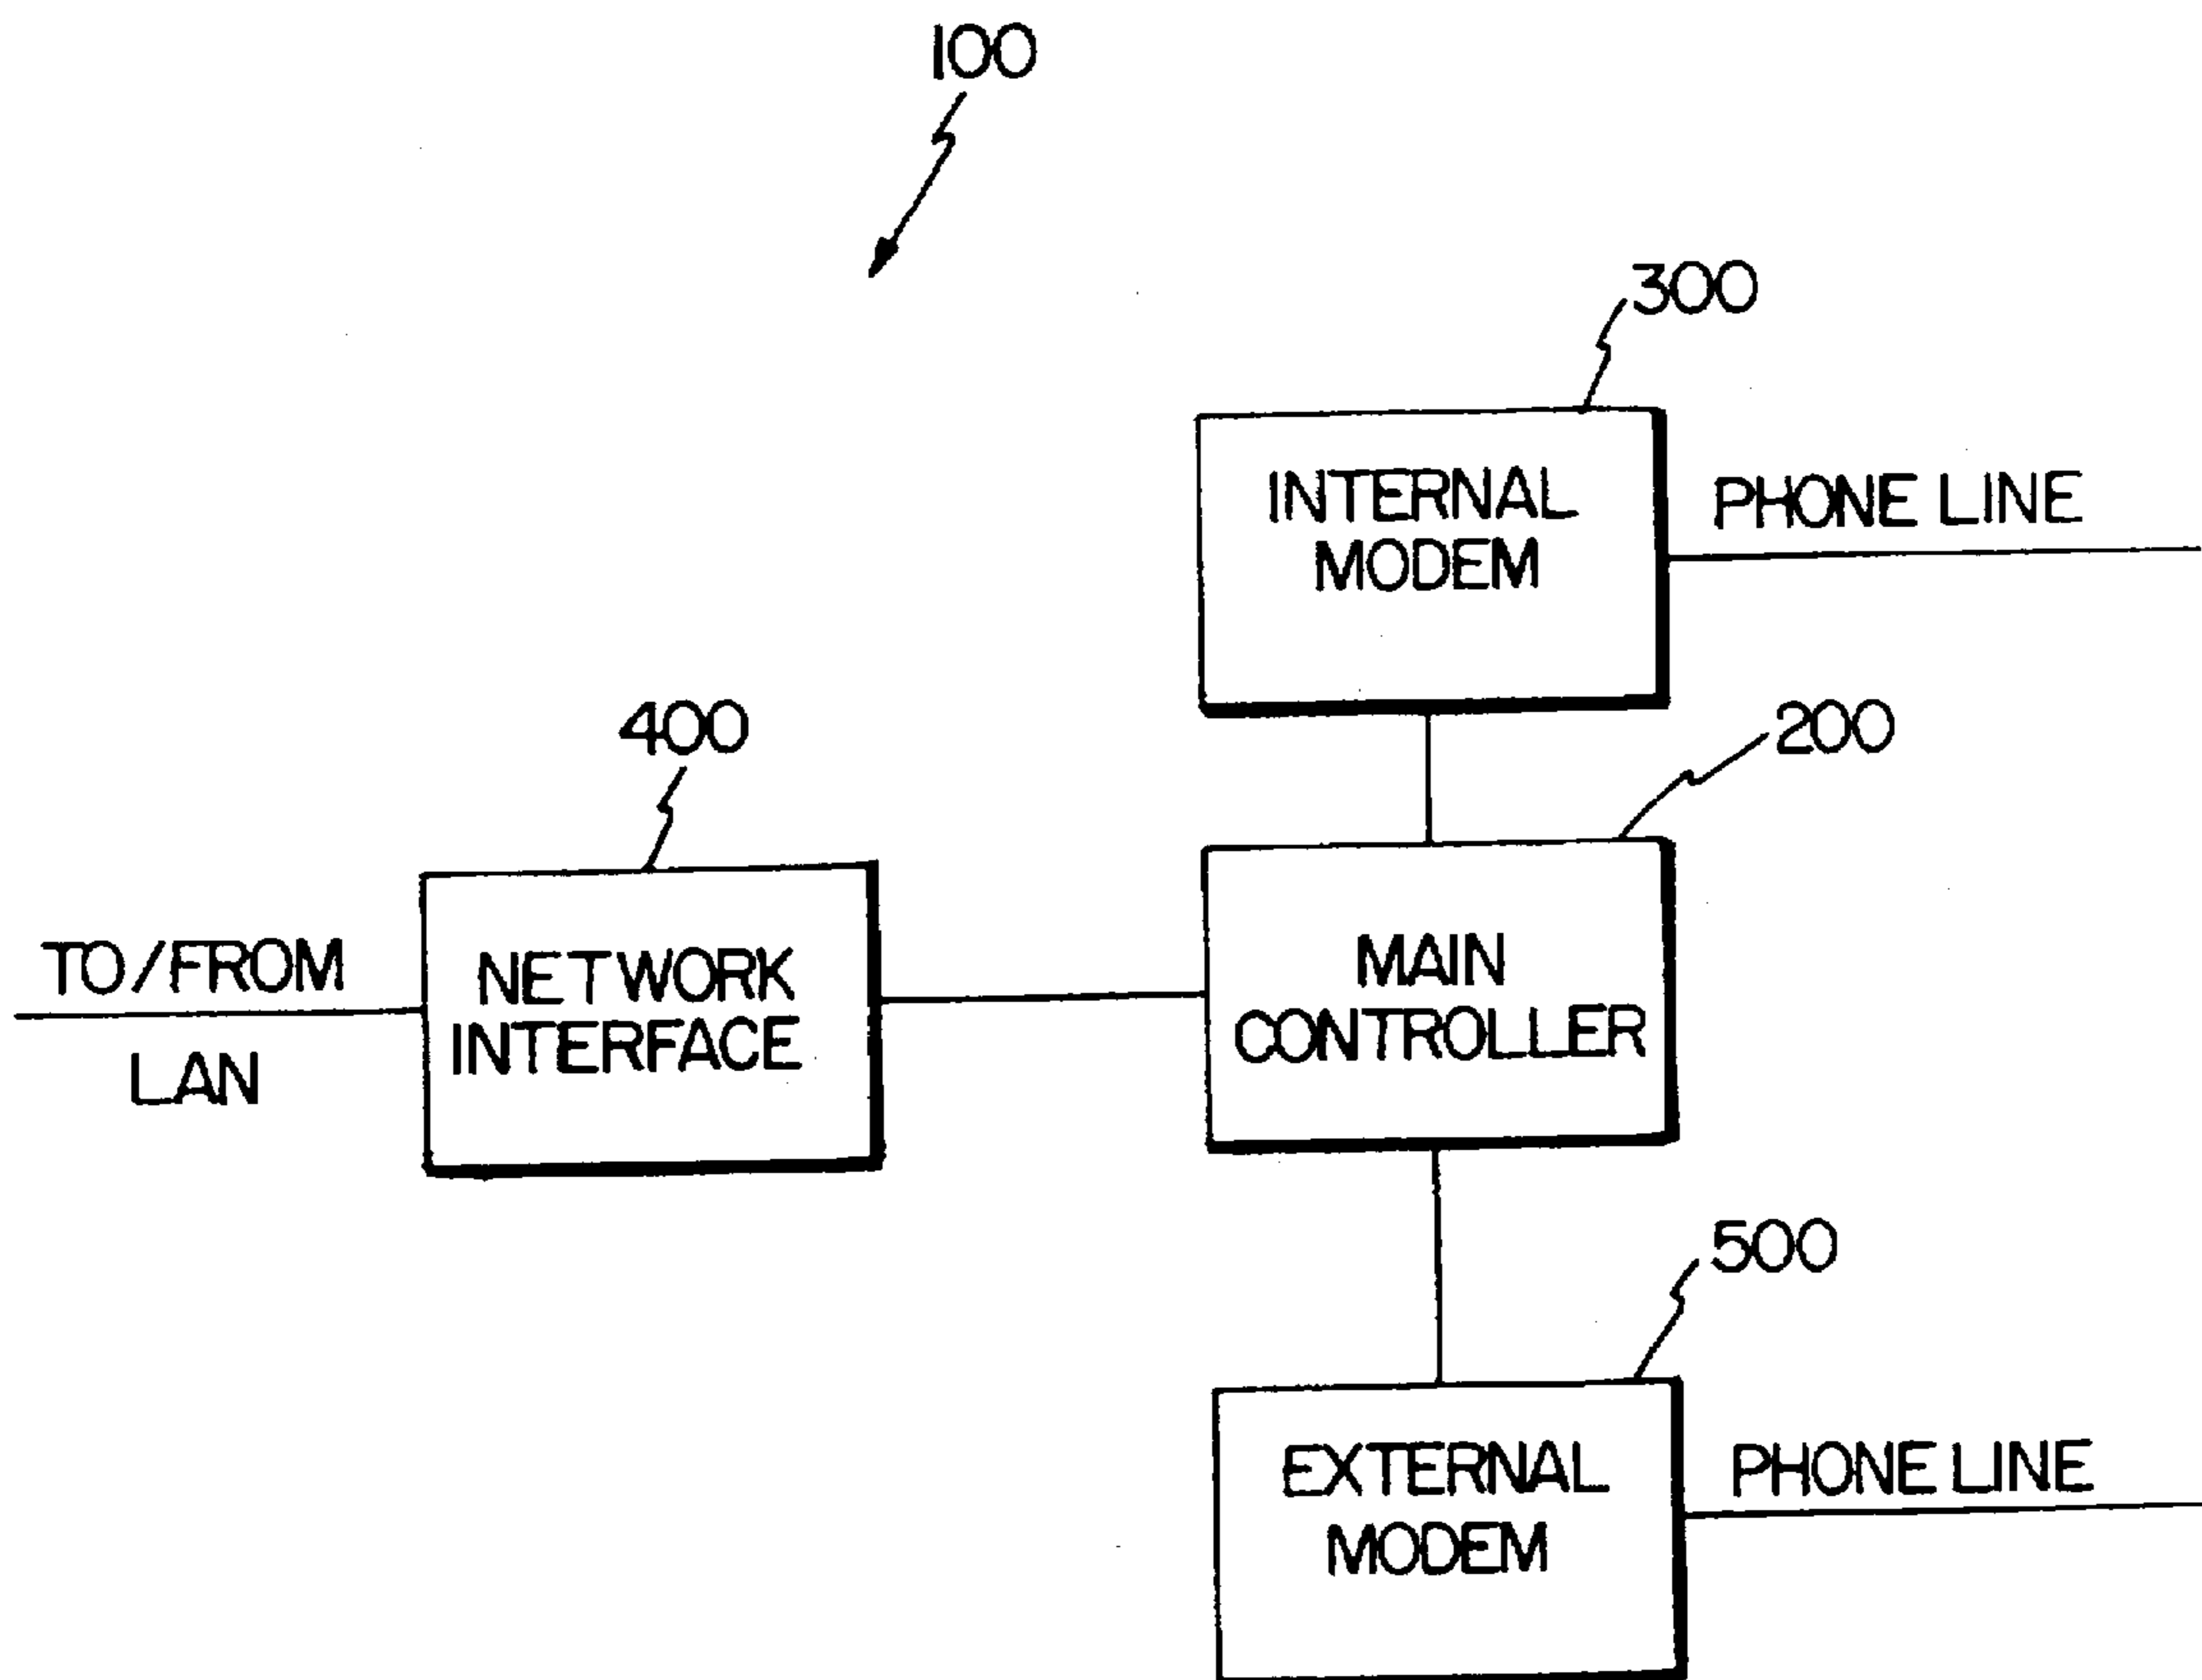 100
300
INTERNAL
MODEM
PHONE LINE
400
200
TO/FROM
LAN
NETWORK
INTERFACE
MAIN
CONTROLLER
500
EXTERNAL
MODEM
PHONE LINE